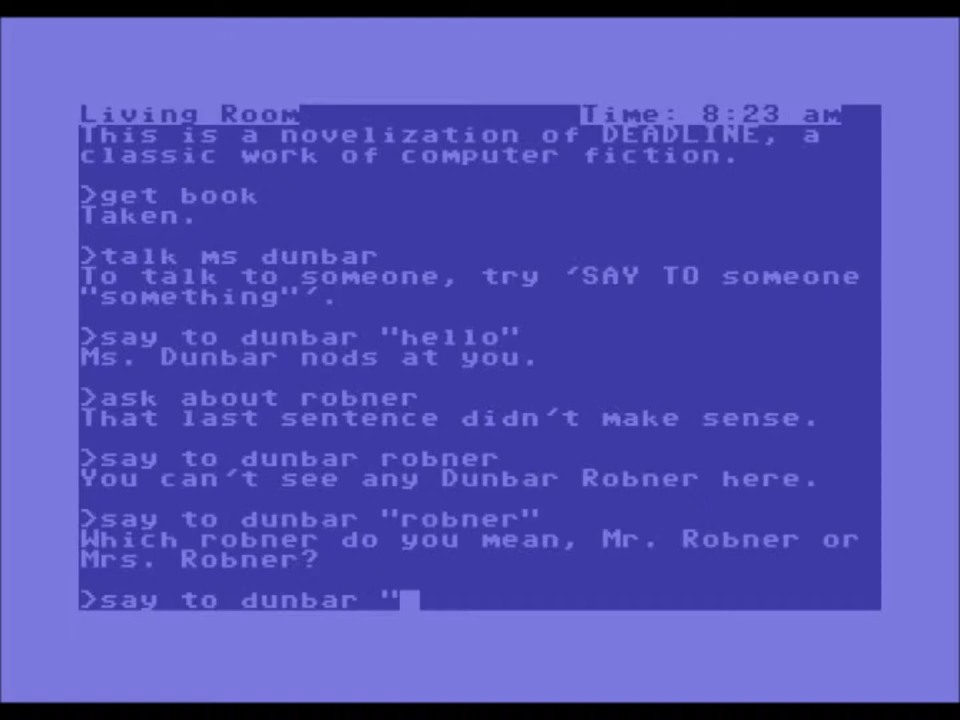 Living Room Time: 8:23 am
This is a novelization of DEADLINE, a
classic work of computer fiction.
>get book
Taken.
>talk ms dunbar
To talk to someone, try 'SAY TO someone
"something"'.
>say to dunbar "hello"
Ms. Dunbar nods at you.
>ask about robner
That last sentence didn't make sense.
>say to dunbar robner
You can't see any Dunbar Robner here.
>say to dunbar "robner"
Which robner do you mean, Mr. Robner or
Mrs. Robner?
>say to dunbar "